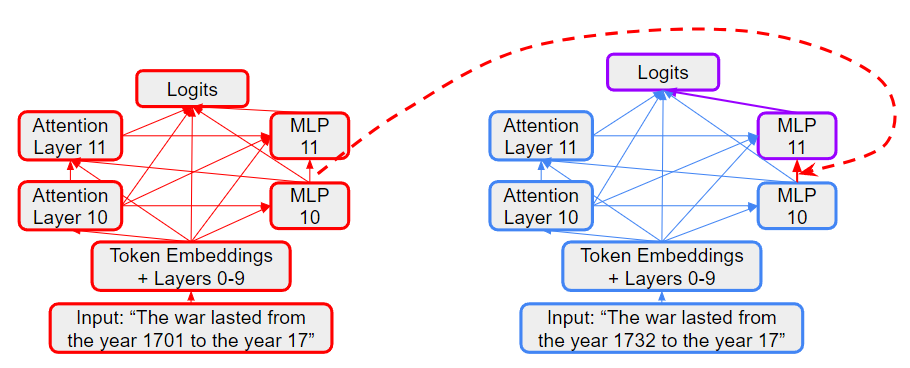 Logits
Attention
Layer 11
MLP
11
Attention
Layer 10
MLP
10
Token Embeddings
+ Layers 0-9
Input: “The war lasted from
the year 1701 to the year 17”
Logits
Attention
Layer 11
MLP
11
Attention
Layer 10
MLP
10
Token Embeddings
+ Layers 0-9
Input: “The war lasted from
the year 1732 to the year 17”